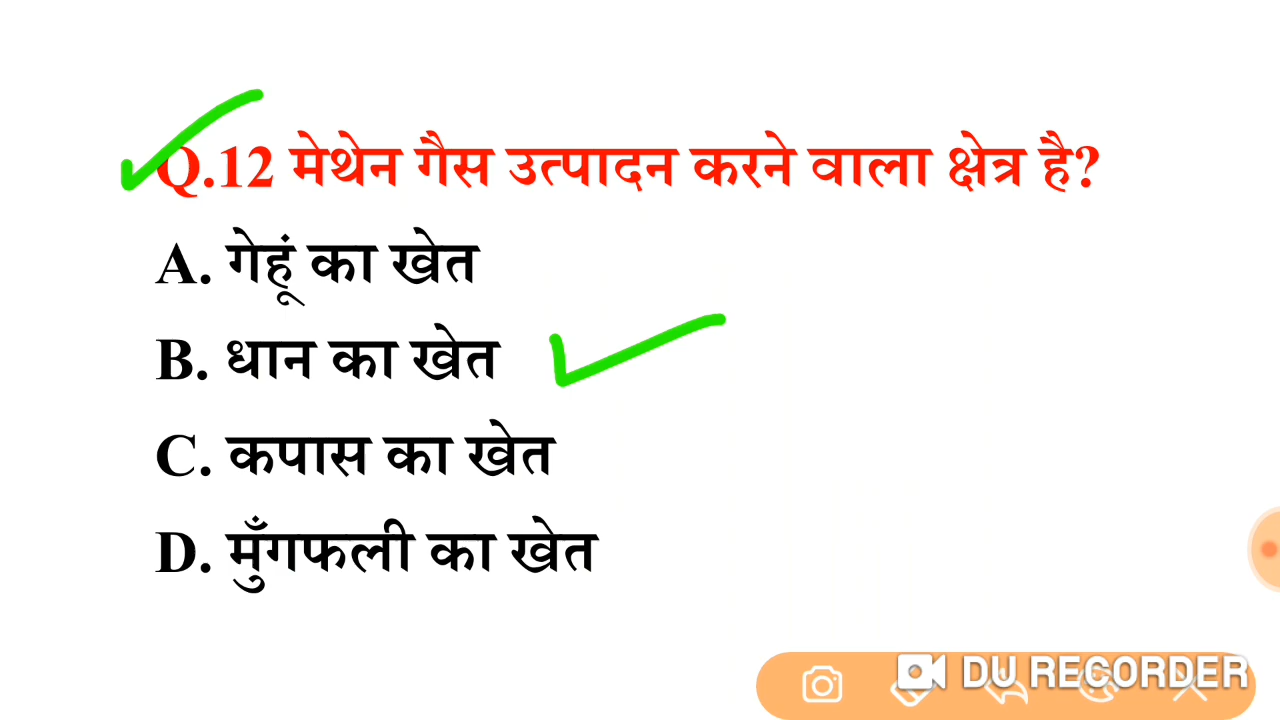 Q.12 मेथेन गैस उत्पादन करने वाला क्षेत्र है?
A. गेहूं का खेत
B. धान का खेत
C. कपास का खेत
D. मुँगफली का खेत
DU RECORDER